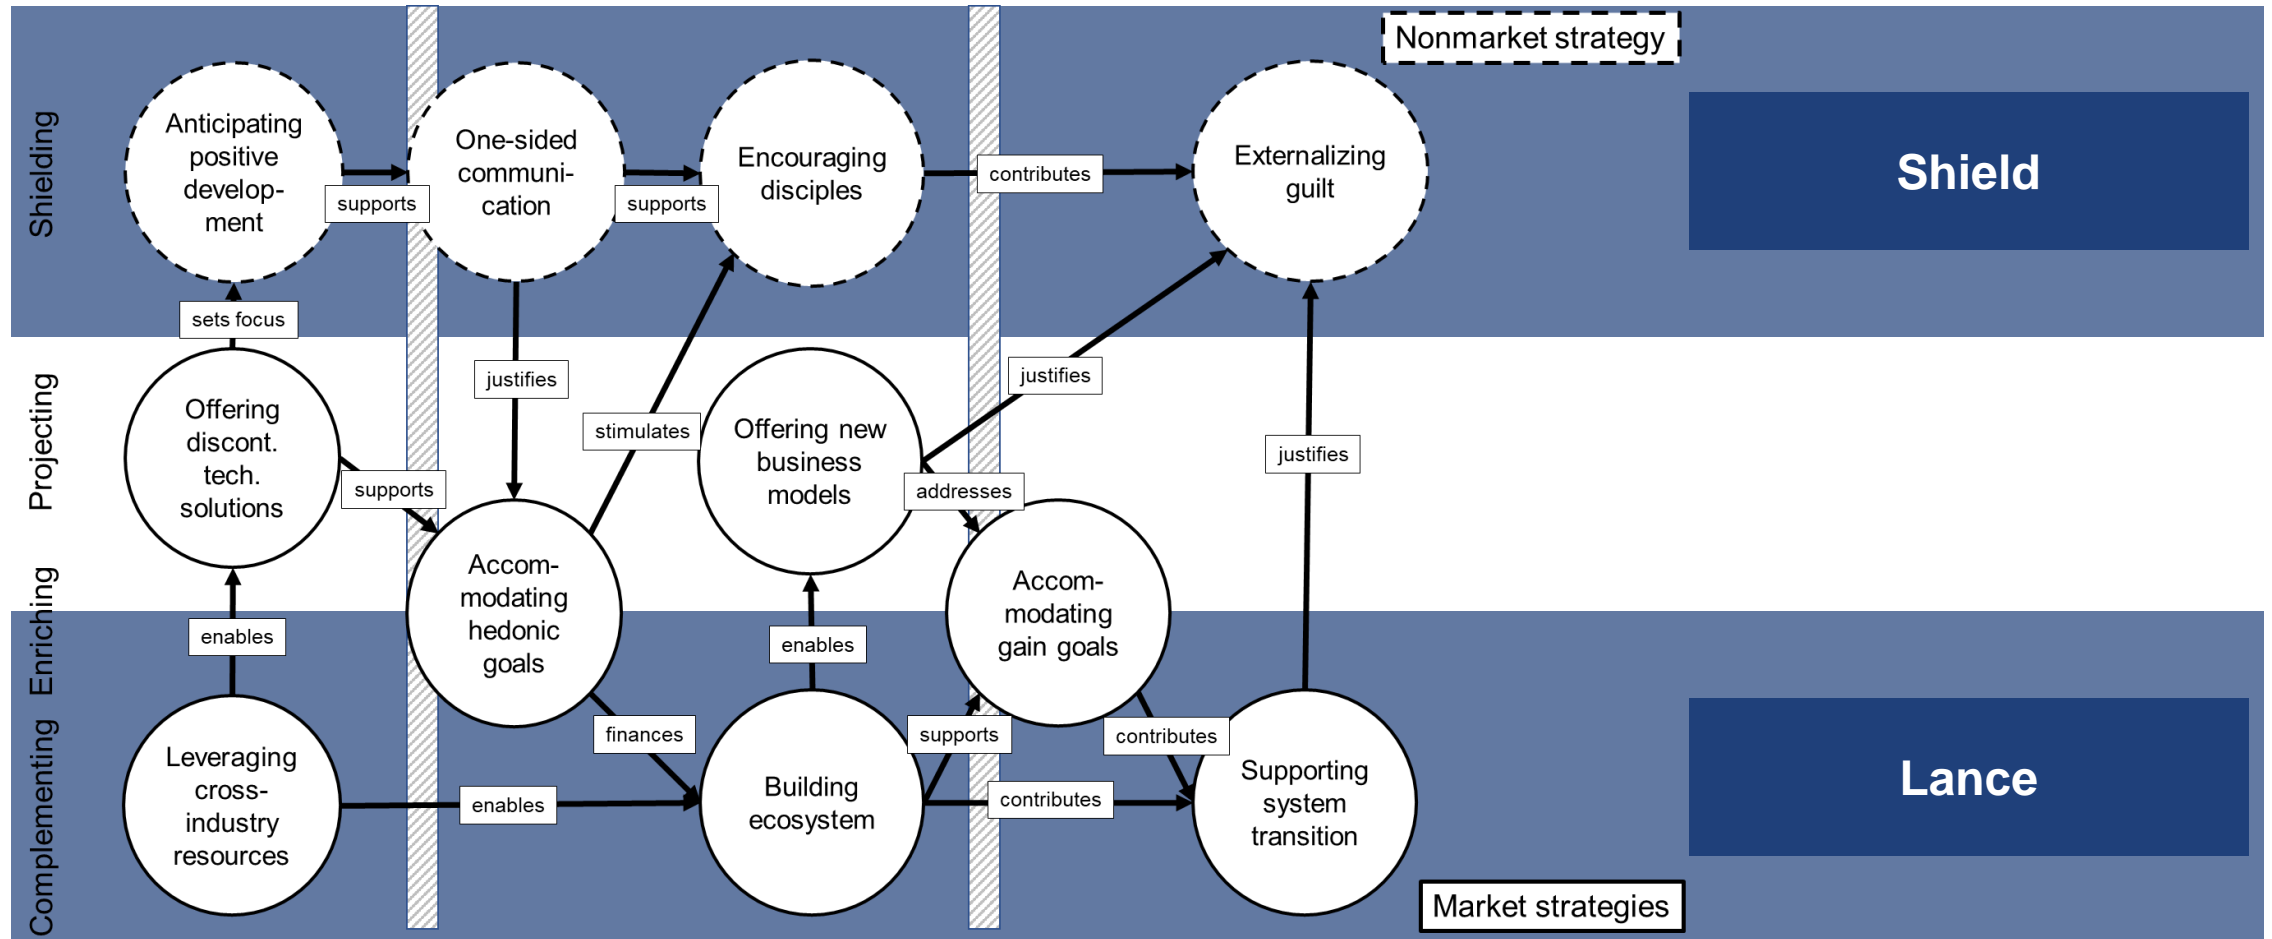 Nonmarket strategy
Shielding
Anticipating
positive
develop-
ment
supports
One-sided
communi-
cation
supports
Encouraging
disciples
contributes
Externalizing
guilt
Shield
sets focus
justifies
justifies
Projecting
Offering
discont.
tech.
solutions
supports
stimulates
Offering new
business
models
addresses
justifies
Enriching
enables
Accom-
modating
hedonic
goals
enables
Accom-
modating
gain goals
finances
supports
contributes
Complementing
Leveraging
cross-
industry
resources
enables
Building
ecosystem
contributes
Supporting
system
transition
Lance
Market strategies